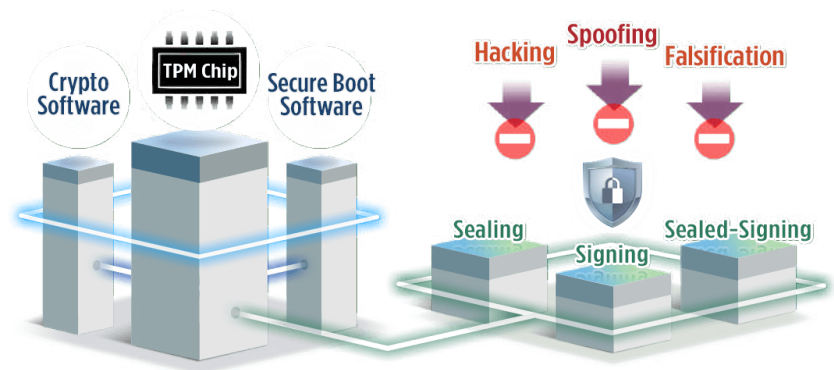 Crypto
Software
TPM Chip
Secure Boot
Software
Hacking
Spoofing
Falsification
Sealing
Signing
Sealed-Signing